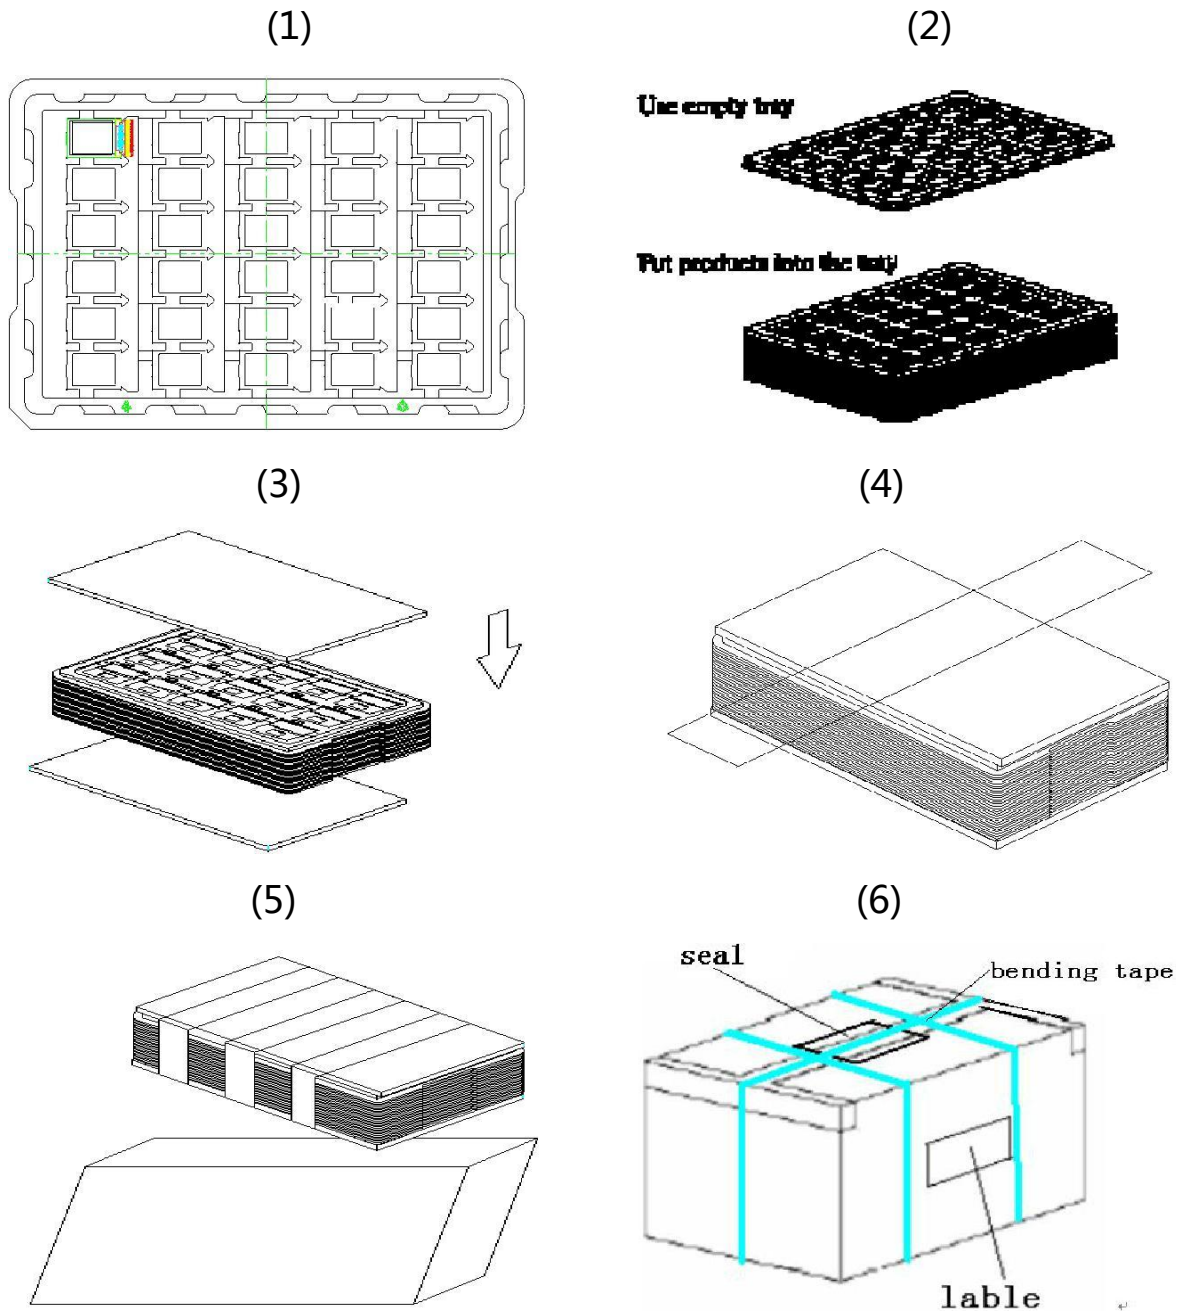 (1)
(2)
Use empty tray
Put products into the tray
(3)
(4)
(5)
(6)
seal
bending tape
lable